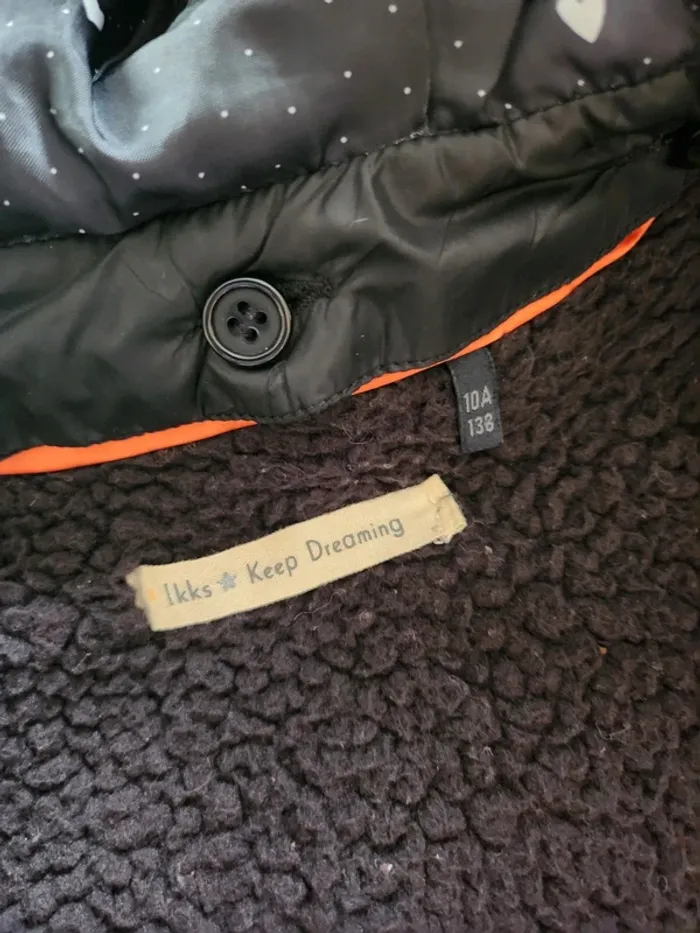 10A
138
Ikks ★ Keep Dreaming